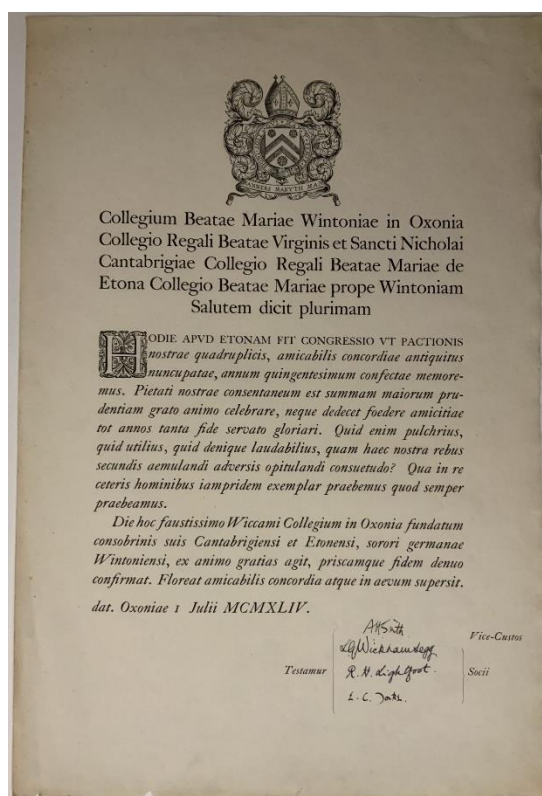 MANNERS MAKYTH MAN
Collegium Beatae Mariae Wintoniae in Oxonia
Collegio Regali Beatae Virginis et Sancti Nicholai
Cantabrigiae Collegio Regali Beatae Mariae de
Etona Collegio Beatae Mariae prope Wintoniam
Salutem dicit plurimam
HODIE APVD ETONAM FIT CONGRESSIO VT PACTIONIS
nostrae quadruplicis, amicabilis concordiae antiquitus
nuncupatae, annum quingentesimum confectae memore-
mus. Pietati nostrae consentaneum est summam maiorum pru-
dentiam grato animo celebrare, neque dedecet foedere amicitiae
tot annos tanta fide servato gloriari. Quid enim pulchrius,
quid utilius, quid denique laudabilius, quam haec nostra rebus
secundis aemulandi adversis opitulandi consuetudo? Qua in re
ceteris hominibus iampridem exemplar praebemus quod semper
praebeamus.
Die hoc faustissimo Wiccami Collegium in Oxonia fundatum
consobrinis suis Cantabrigiensi et Etonensi, sorori germanae
Wintoniensi, ex animo gratias agit, priscamque fidem denuo
confirmat. Floreat amicabilis concordia atque in aevum supersit.
dat. Oxoniae 1 Julii MCMXLIV.
AHSmith
Vice-Custos
LGWickhamLegg
Testamur R. H. Lightfoot. Socii